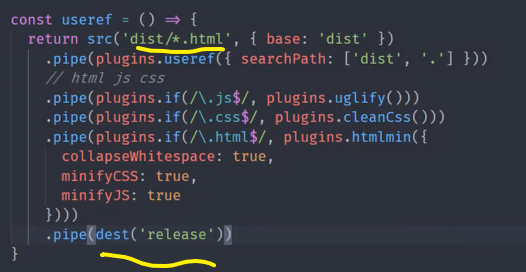 const useref = () => {
  return src('dist/*.html', { base: 'dist' })
    .pipe(plugins.useref({ searchPath: ['dist', '.'] }))
    // html js css
    .pipe(plugins.if(/\.js$/, plugins.uglify()))
    .pipe(plugins.if(/\.css$/, plugins.cleanCss()))
    .pipe(plugins.if(/\.html$/, plugins.htmlmin({
      collapseWhitespace: true,
      minifyCSS: true,
      minifyJS: true
    })))
    .pipe(dest('release'))
}